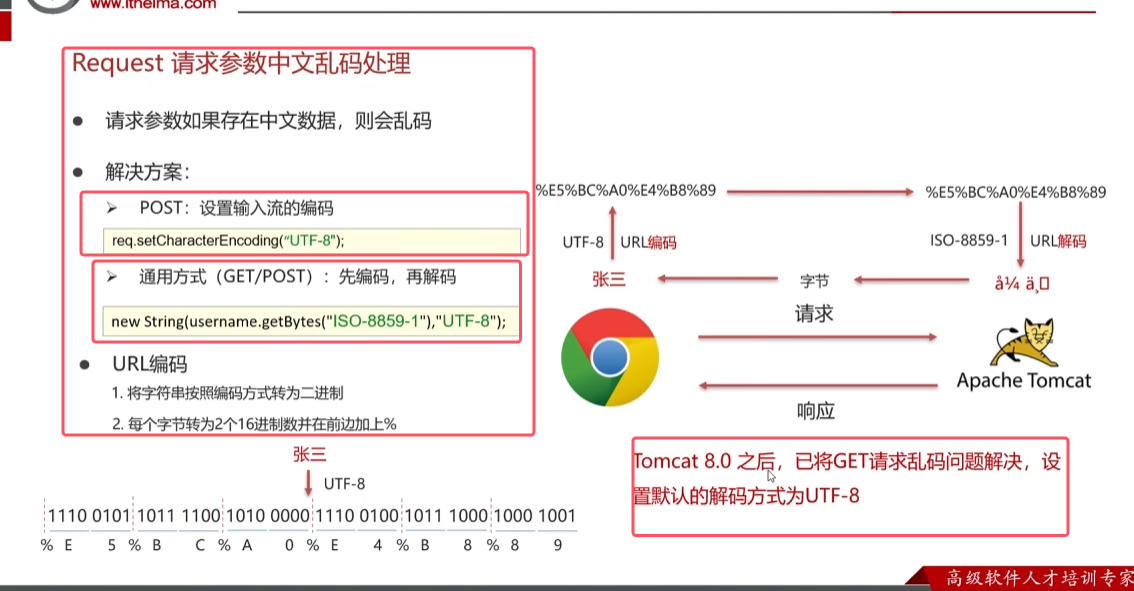 www.itheima.com
Request 请求参数中文乱码处理
● 请求参数如果存在中文数据，则会乱码
● 解决方案：
➢ POST：设置输入流的编码
req.setCharacterEncoding(“UTF-8");
➢ 通用方式（GET/POST）：先编码，再解码
new String(username.getBytes("ISO-8859-1"),"UTF-8");
● URL编码
1. 将字符串按照编码方式转为二进制
2. 每个字节转为2个16进制数并在前边加上%
张三
UTF-8
1110 0101 1011 1100 1010 0000 1110 0100 1011 1000 1000 1001
% E 5 % B C % A 0 % E 4 % B 8 % 8 9
%E5%BC%A0%E4%B8%89
%E5%BC%A0%E4%B8%89
UTF-8 URL编码
ISO-8859-1 URL解码
张三
字节
å¼ ä¸
请求
Apache Tomcat
响应
Tomcat 8.0 之后，已将GET请求乱码问题解决，设
置默认的解码方式为UTF-8
高级软件人才培训专家